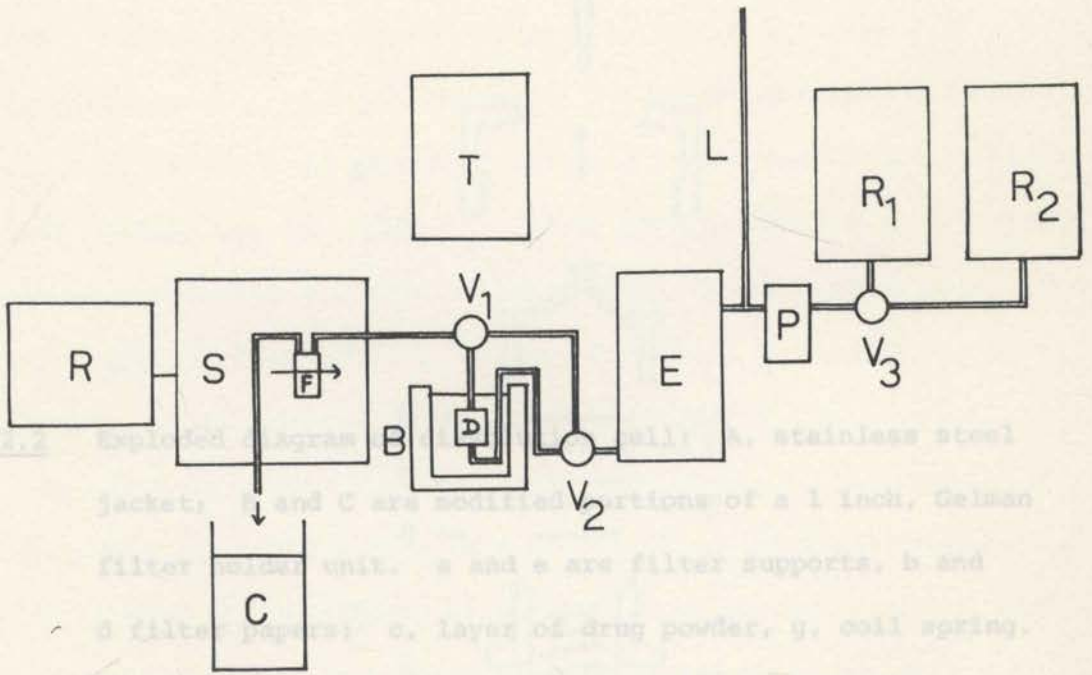 L
T
R₁
R₂
V₁
R
S
F
P
E
V₃
D
B
V₂
C
2.2 Exploded diagram of dissolution cell: A, stainless steel
jacket; B and C are modified portions of a 1 inch, Gelman
filter holder unit. a and e are filter supports, b and
d filter papers; c, layer of drug powder, g, coil spring.